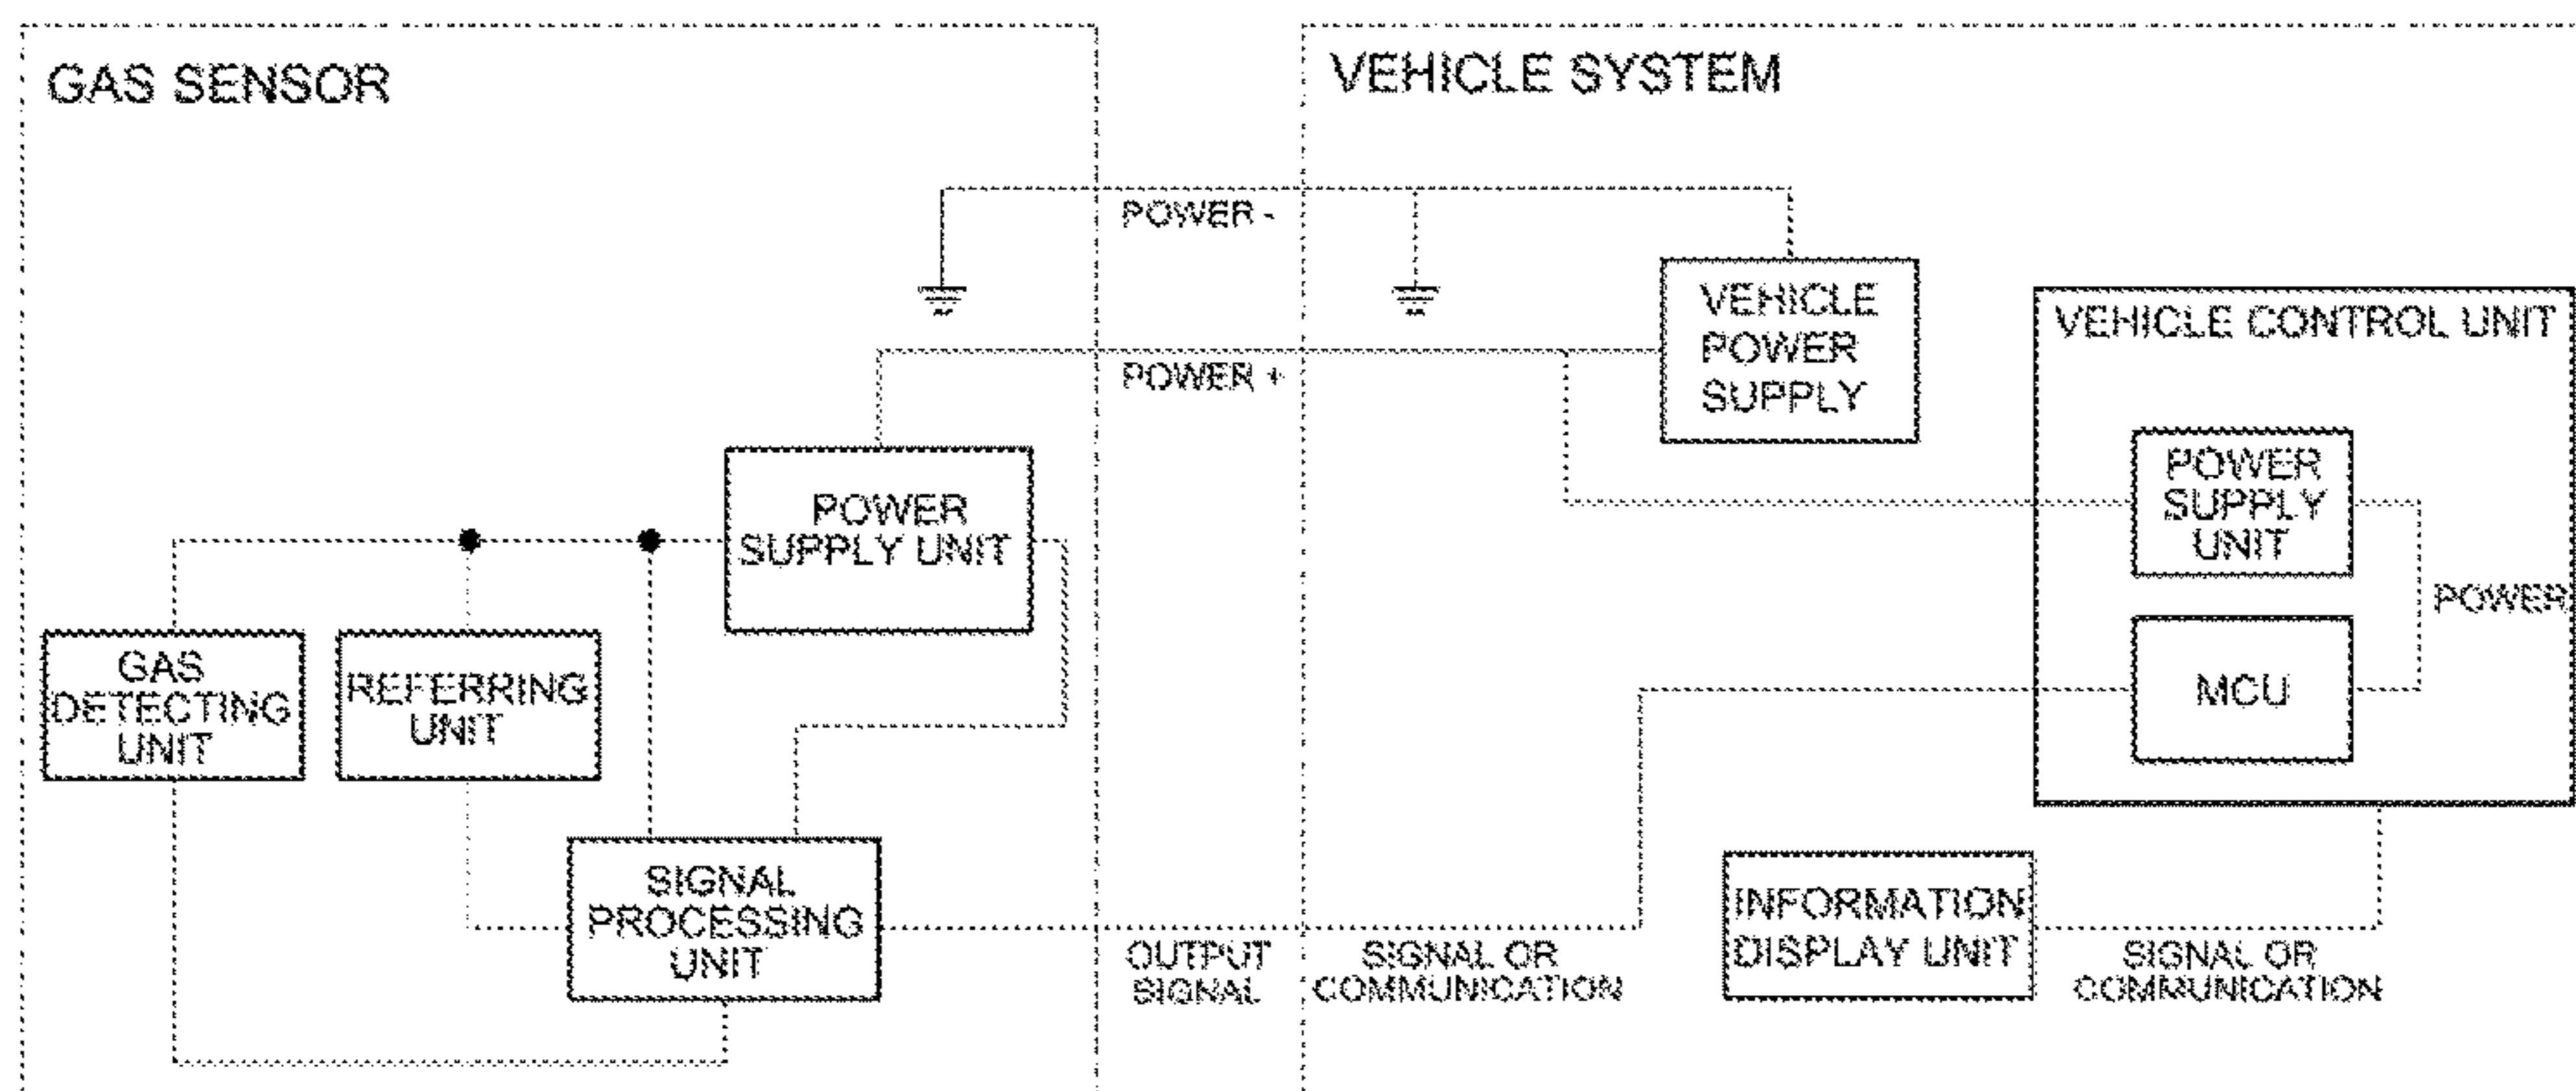 GAS SENSOR
VEHICLE SYSTEM
POWER -
POWER +
VEHICLE
POWER
SUPPLY
VEHICLE CONTROL UNIT
POWER
SUPPLY
UNIT
POWER
MCU
POWER
SUPPLY UNIT
GAS
DETECTING
UNIT
REFERRING
UNIT
SIGNAL
PROCESSING
UNIT
OUTPUT
SIGNAL
SIGNAL OR
COMMUNICATION
INFORMATION
DISPLAY UNIT
SIGNAL OR
COMMUNICATION